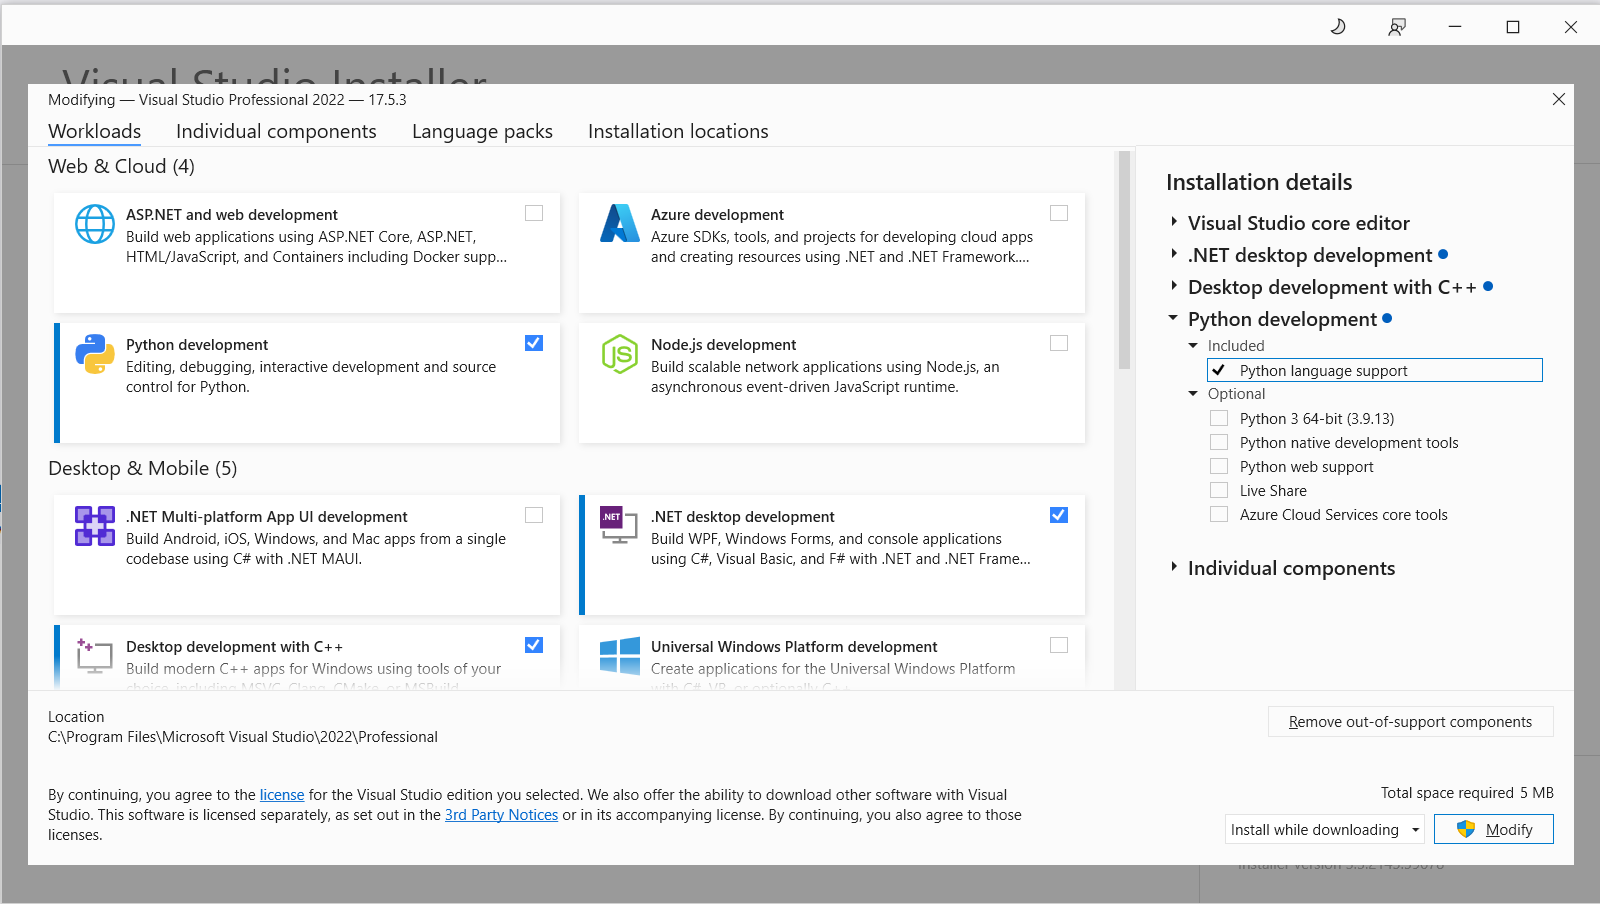 Visual Studio Installer
Modifying — Visual Studio Professional 2022 — 17.5.3
Workloads
Individual components
Language packs
Installation locations
Web & Cloud (4)
ASP.NET and web development
Build web applications using ASP.NET Core, ASP.NET,
HTML/JavaScript, and Containers including Docker supp...
Azure development
Azure SDKs, tools, and projects for developing cloud apps
and creating resources using .NET and .NET Framework....
Python development
Editing, debugging, interactive development and source
control for Python.
Node.js development
Build scalable network applications using Node.js, an
asynchronous event-driven JavaScript runtime.
Desktop & Mobile (5)
.NET Multi-platform App UI development
Build Android, iOS, Windows, and Mac apps from a single
codebase using C# with .NET MAUI.
.NET
.NET desktop development
Build WPF, Windows Forms, and console applications
using C#, Visual Basic, and F# with .NET and .NET Frame...
Desktop development with C++
Build modern C++ apps for Windows using tools of your
choice, including MSVC, Clang, CMake, or MSBuild.
Universal Windows Platform development
Create applications for the Universal Windows Platform
with C#, VB, or optionally C++.
Installation details
Visual Studio core editor
.NET desktop development
Desktop development with C++
Python development
Included
Python language support
Optional
Python 3 64-bit (3.9.13)
Python native development tools
Python web support
Live Share
Azure Cloud Services core tools
Individual components
Location
C:\Program Files\Microsoft Visual Studio\2022\Professional
Remove out-of-support components
By continuing, you agree to the license for the Visual Studio edition you selected. We also offer the ability to download other software with Visual
Studio. This software is licensed separately, as set out in the 3rd Party Notices or in its accompanying license. By continuing, you also agree to those
licenses.
Total space required 5 MB
Install while downloading
Modify